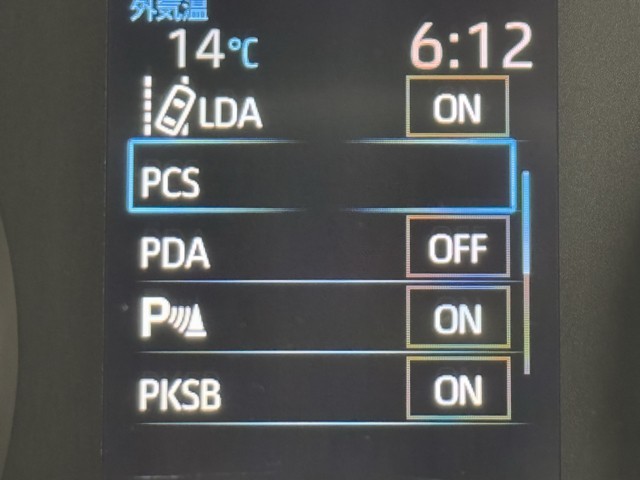 外気温
14℃ 6:12
LDA ON
PCS
PDA OFF
P ON
PKSB ON